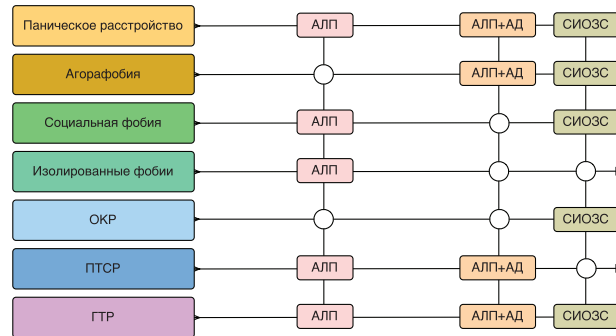 Паническое расстройство АЛП АЛП+АД СИОЗС
Агорафобия АЛП+АД СИОЗС
Социальная фобия АЛП СИОЗС
Изолированные фобии АЛП
ОКР СИОЗС
ПТСР АЛП АЛП+АД
ГТР АЛП АЛП+АД СИОЗС